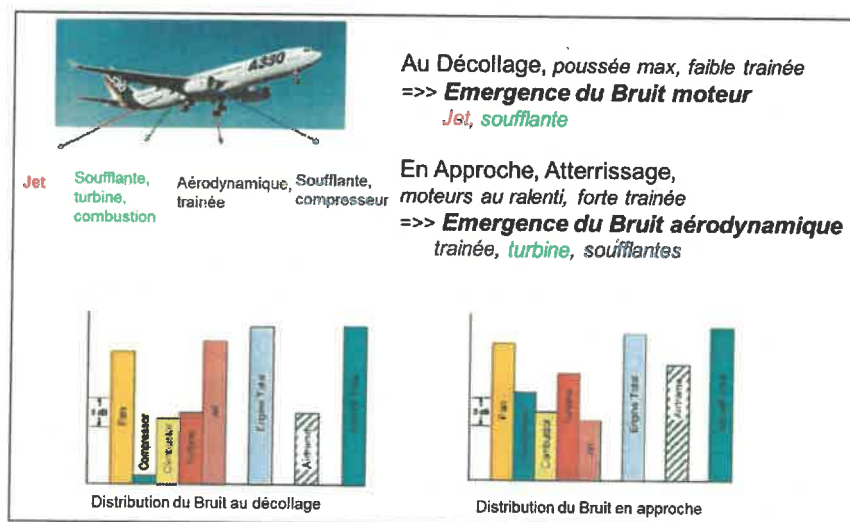 A330
Au Décollage, poussée max, faible trainée
=>> Emergence du Bruit moteur
Jet, soufflante
En Approche, Atterrissage,
moteurs au ralenti, forte trainée
=>> Emergence du Bruit aérodynamique
trainée, turbine, soufflantes
Jet
Soufflante,
turbine,
combustion
Aérodynamique,
trainée
Soufflante,
compresseur
Fan
Compressor
Combustor
Turbine
Jet
Engine Total
Airframe
Distribution du Bruit au décollage
Fan
Combustor
Turbine
Jet
Engine Total
Airframe
Distribution du Bruit en approche